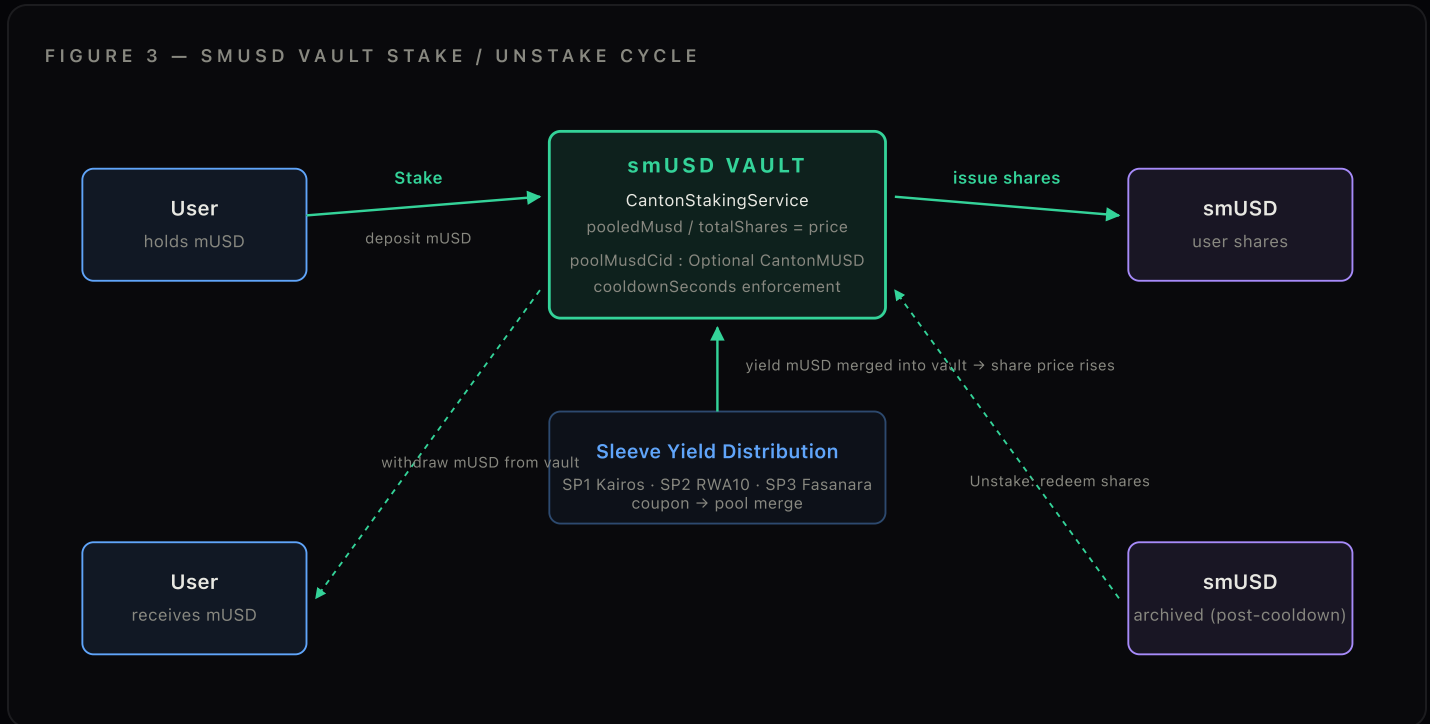 FIGURE 3 — SMUSD VAULT STAKE / UNSTAKE CYCLE
User
holds mUSD
Stake
deposit mUSD
smUSD VAULT
CantonStakingService
pooledMusd / totalShares = price
poolMusdCid : Optional CantonMUSD
cooldownSeconds enforcement
issue shares
smUSD
user shares
yield mUSD merged into vault → share price rises
withdraw mUSD from vault
Sleeve Yield Distribution
SP1 Kairos · SP2 RWA10 · SP3 Fasanara
coupon → pool merge
Unstake: redeem shares
User
receives mUSD
smUSD
archived (post-cooldown)